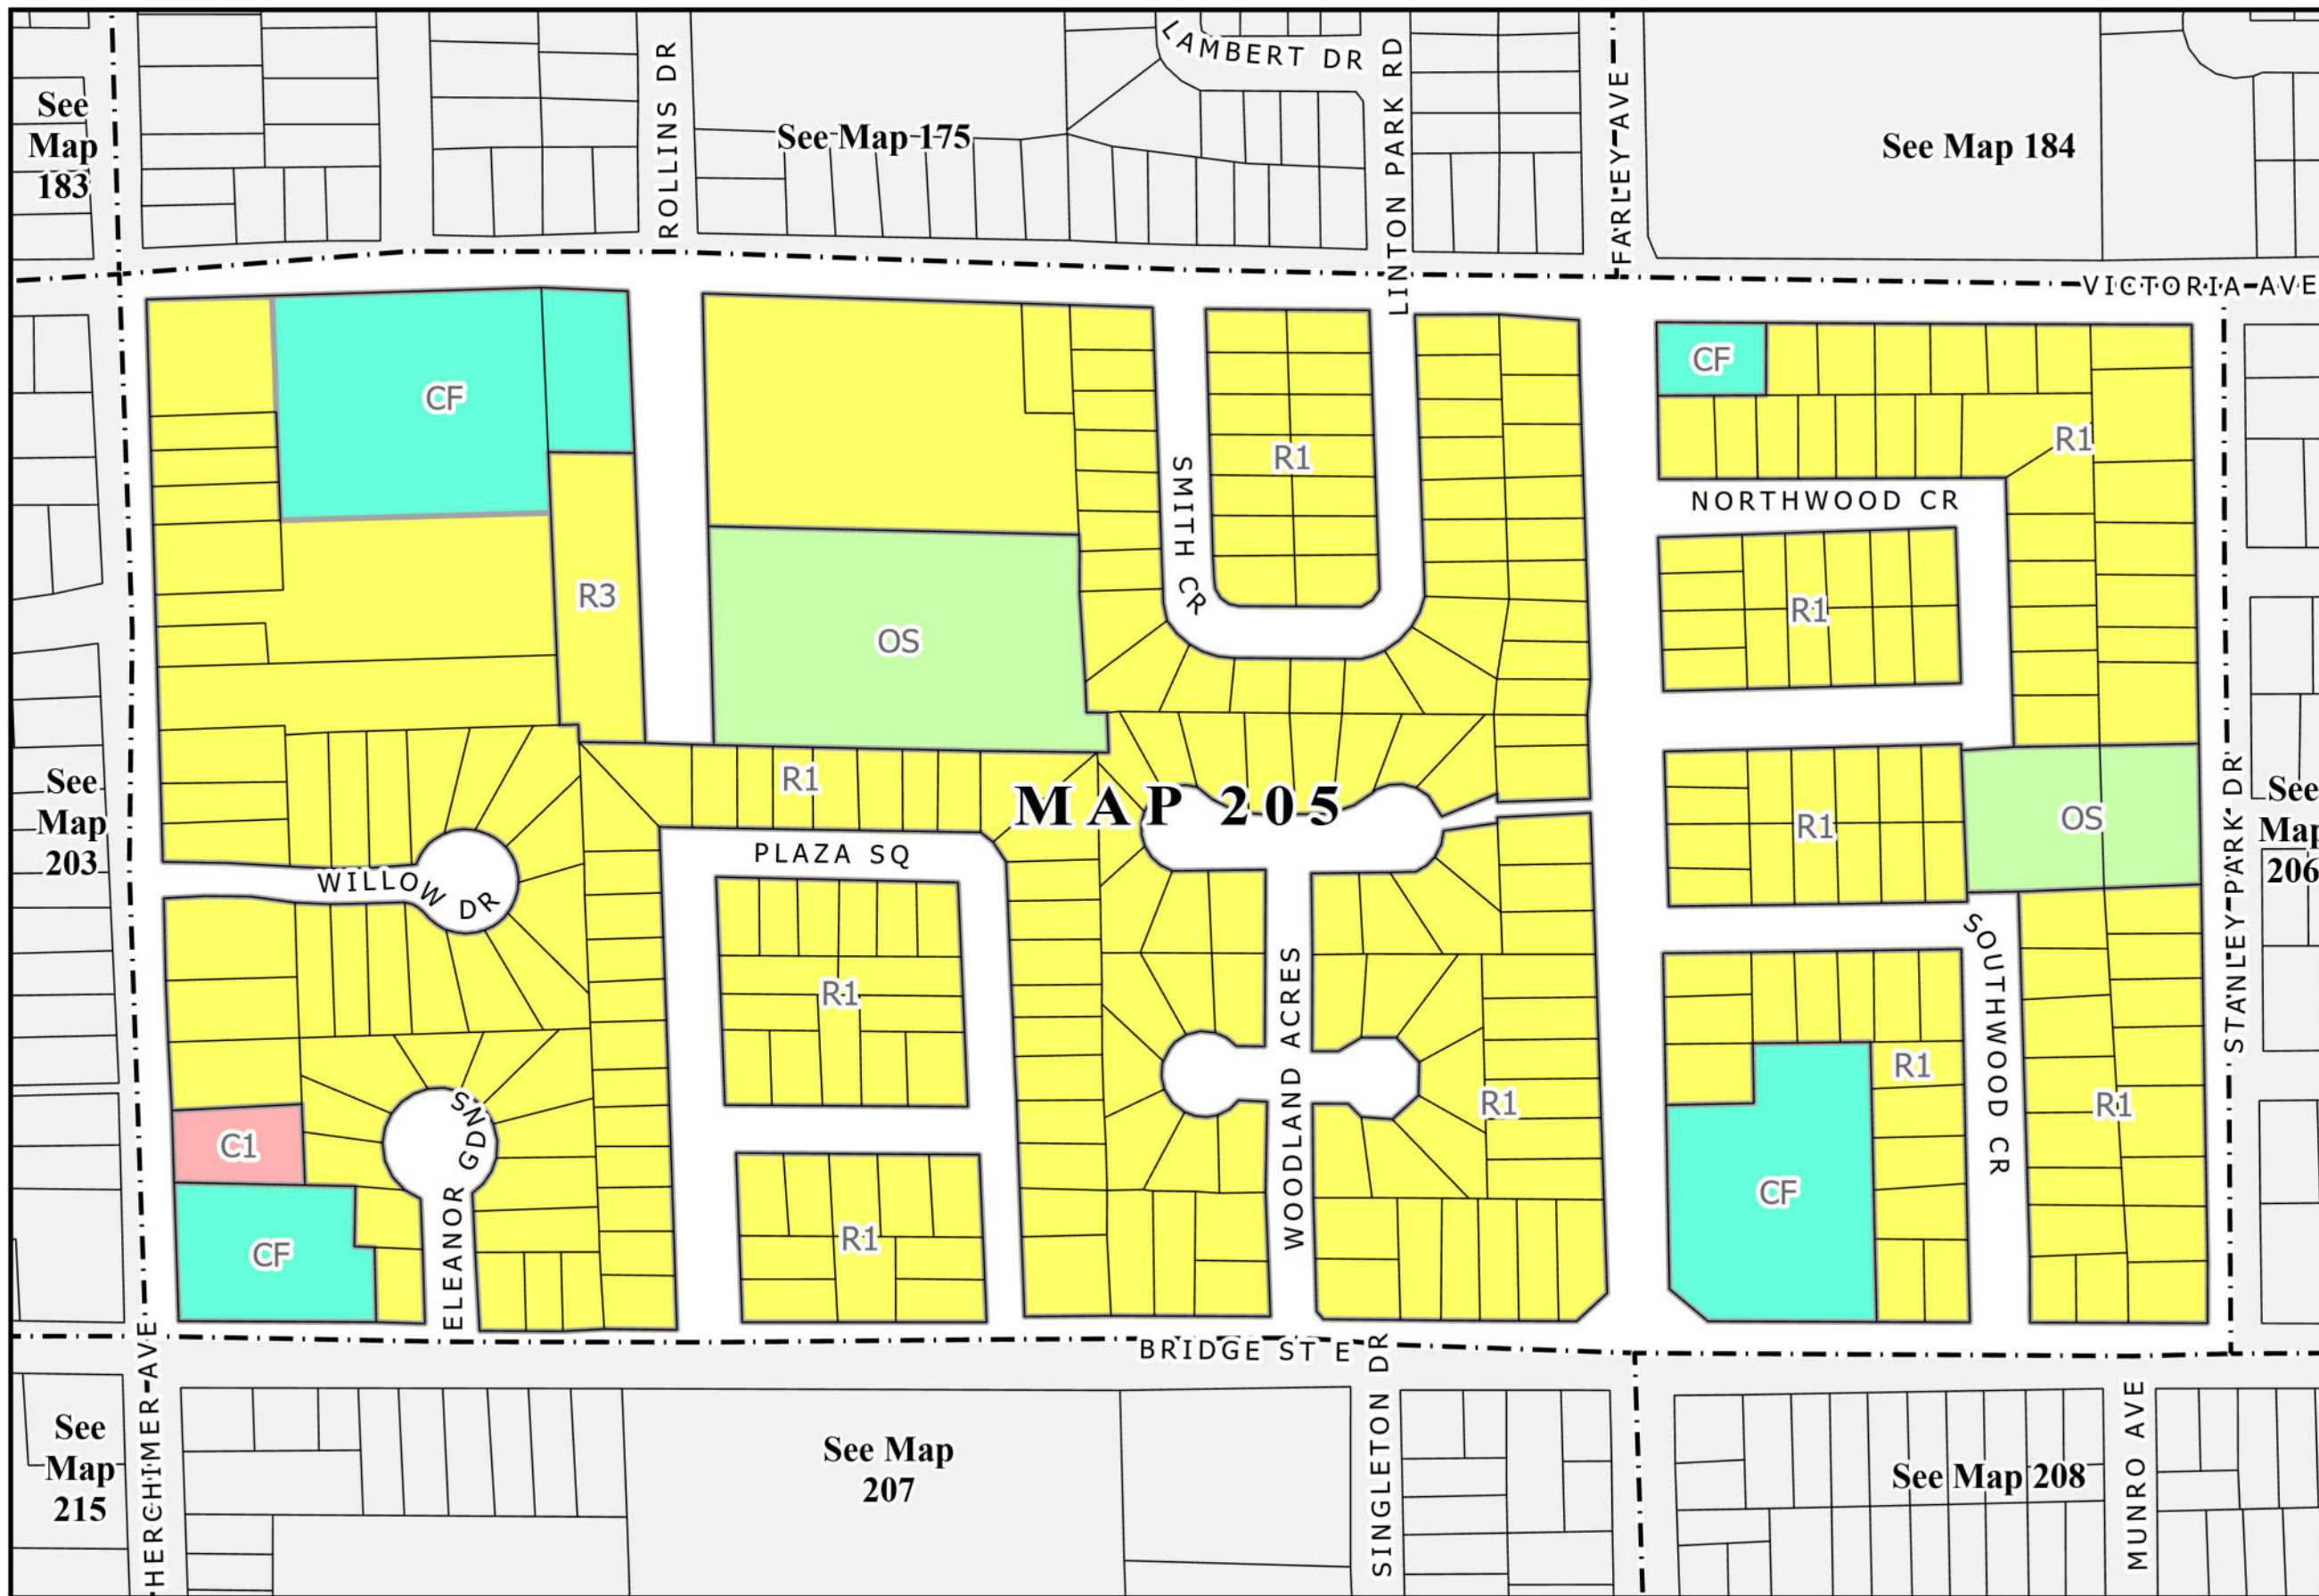 LAMBERT DR
ROLLINS DR
LINTON PARK RD
FARLEY AVE
See
Map
183
See Map 175
See Map 184
VICTORIA AVE
CF
CF
R1
R1
SMITH CR
NORTHWOOD CR
R3
OS
R1
R1
See
Map
203
MAP 205
R1
OS
STANLEY PARK DR
See
Map
206
PLAZA SQ
WILLOW DR
R1
WOODLAND ACRES
SOUTHWOOD CR
R1
R1
R1
C1
ELEANOR GDNS
CF
CF
R1
BRIDGE ST E
HERCHIMER AVE
SINGLETON DR
MUNRO AVE
See
Map
215
See Map
207
See Map 208